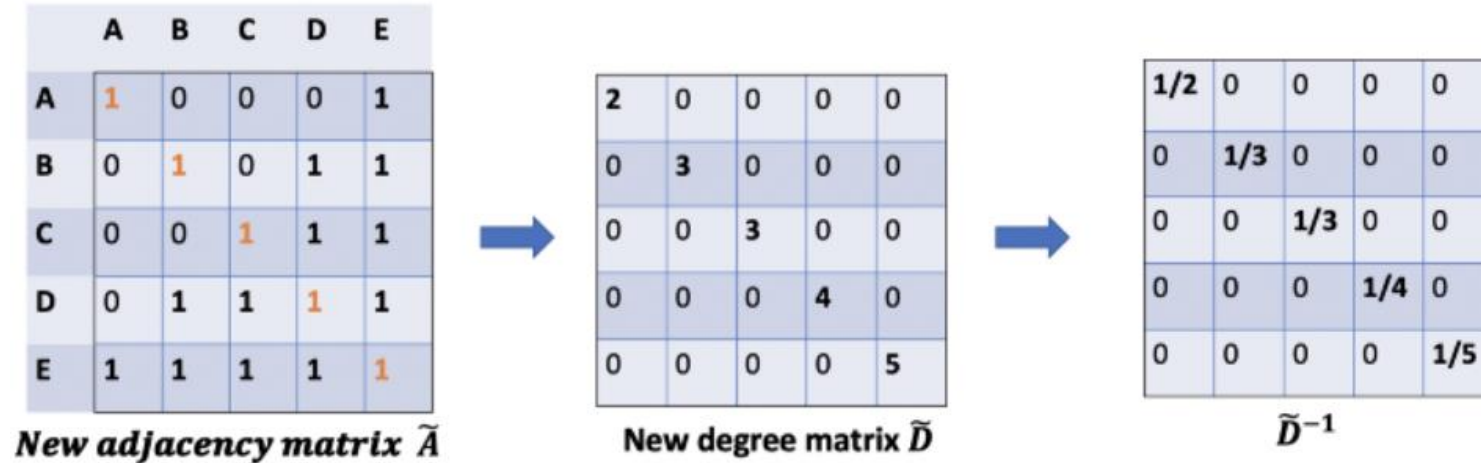 A B C D E
A 1 0 0 0 1
B 0 1 0 1 1
C 0 0 1 1 1
D 0 1 1 1 1
E 1 1 1 1 1
New adjacency matrix Ã
2 0 0 0 0
0 3 0 0 0
0 0 3 0 0
0 0 0 4 0
0 0 0 0 5
New degree matrix D̃
1/2 0 0 0 0
0 1/3 0 0 0
0 0 1/3 0 0
0 0 0 1/4 0
0 0 0 0 1/5
D̃⁻¹